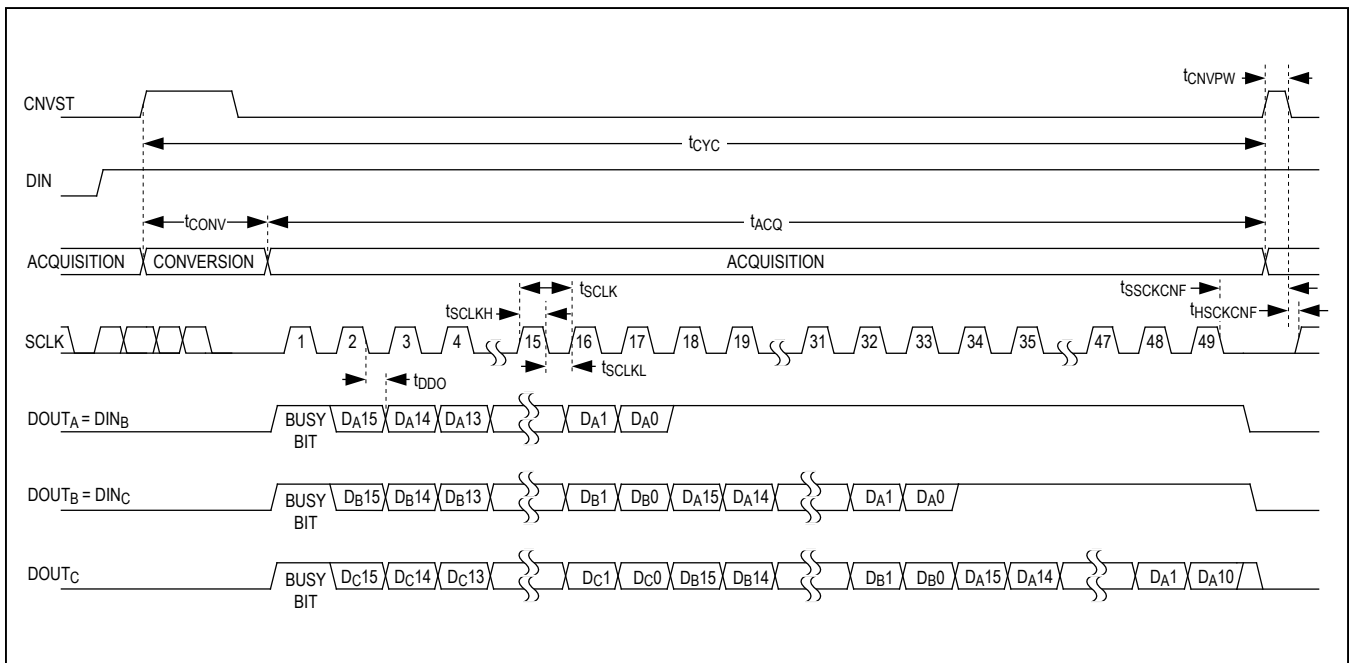 tCNVPW
CNVST
tCYC
DIN
tCONV tACQ
ACQUISITION CONVERSION ACQUISITION
tSSCKCNF
tSCLK
tHSCKCNF
tSCLKH
SCLK 1 2 3 4 15 16 17 18 19 31 32 33 34 35 47 48 49
tSCLKL
tDDO
DOUTA = DINB BUSY BIT DA15 DA14 DA13 DA1 DA0
DOUTB = DINC BUSY BIT DB15 DB14 DB13 DB1 DB0 DA15 DA14 DA1 DA0
DOUTC BUSY BIT DC15 DC14 DC13 DC1 DC0 DB15 DB14 DB1 DB0 DA15 DA14 DA1 DA10